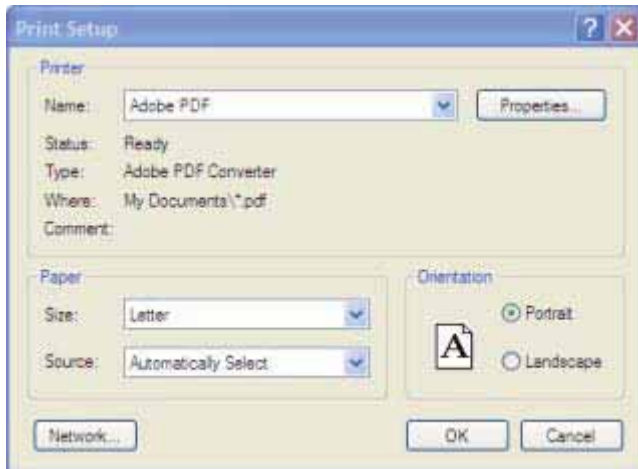 Print Setup
Printer
Name: Adobe PDF Properties...
Status: Ready
Type: Adobe PDF Converter
Where: My Documents\*.pdf
Comment:
Paper
Size: Letter
Source: Automatically Select
Orientation
A
Portrait
Landscape
Network...
OK Cancel